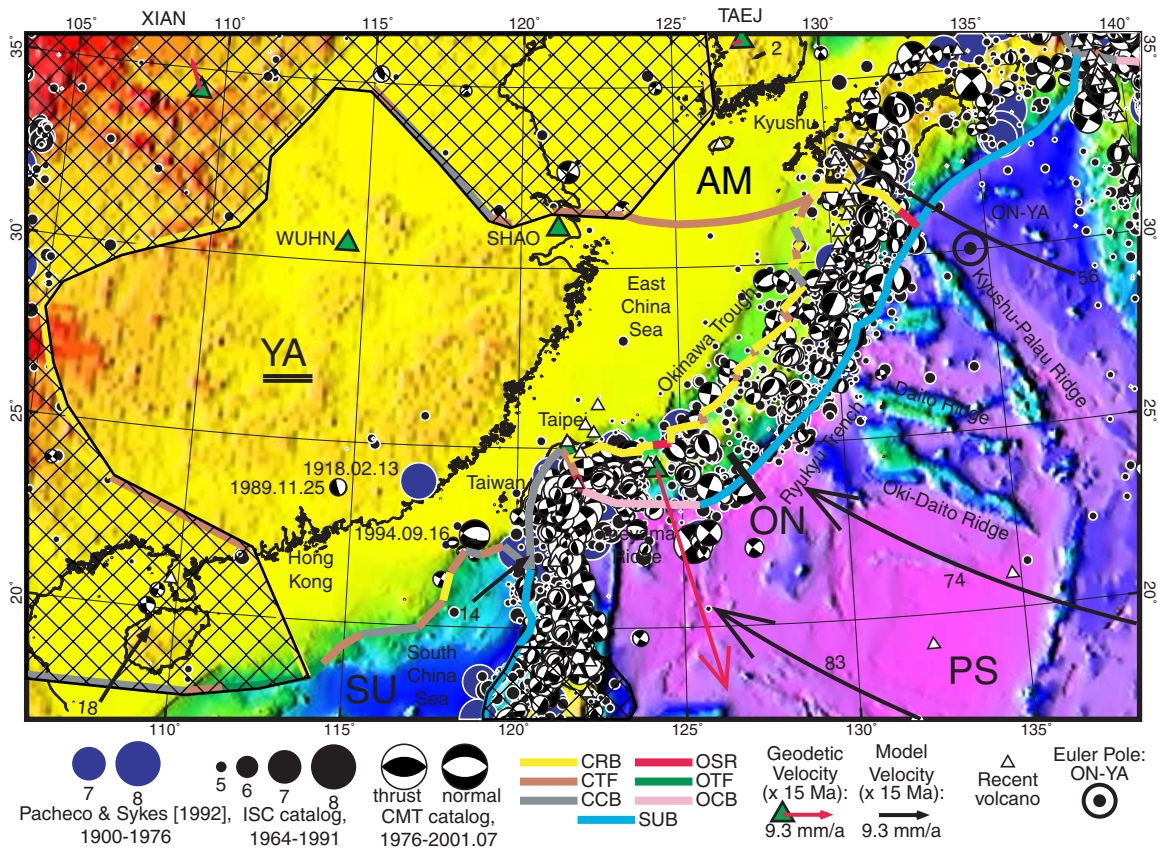 105° XIAN 110° 115° 120° 125° TAEJ 130° 135° 140°
35° 35°
2
Kyushu
AM
WUHN SHAO ON-YA
30° 30°
56
East
China
Sea
Kyushu-Palau Ridge
YA
Okinawa Trough
25° 25°
Daito Ridge
Taipei
Ryukyu Trench
1918.02.13
1989.11.25 Taiwan
Oki-Daito Ridge
1994.09.16 ON
Ridge
Hong
Kong
74
20° 14 20°
83
South
China
Sea
SU PS
18
110° 115° 120° 125° 130° 135°
7 8
Pacheco & Sykes [1992],
1900-1976
5 6 7 8
ISC catalog,
1964-1991
thrust normal
CMT catalog,
1976-2001.07
CRB OSR
CTF OTF
CCB OCB
SUB
Geodetic
Velocity
(x 15 Ma):
9.3 mm/a
Model
Velocity
(x 15 Ma):
9.3 mm/a
Recent
volcano
Euler Pole:
ON-YA